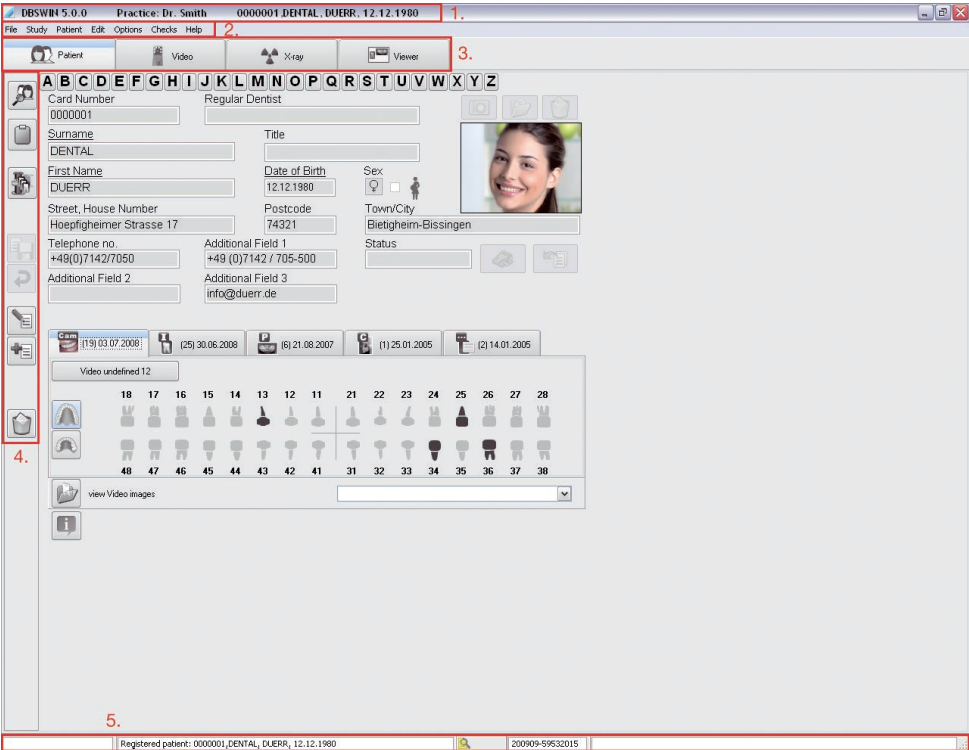 DBSWIN 5.0.0 Practice: Dr. Smith 0000001,DENTAL, DUERR, 12.12.1980 1.
File Study Patient Edit Options Checks Help 2.
Patient Video X-ray Viewer 3.
A B C D E F G H I J K L M N O P Q R S T U V W X Y Z
Card Number Regular Dentist
0000001
Surname Title
DENTAL
First Name Date of Birth Sex
DUERR 12.12.1980
Street, House Number Postcode Town/City
Hoepfigheimer Strasse 17 74321 Bietigheim-Bissingen
Telephone no. Additional Field 1 Status
+49(0)7142/7050 +49 (0)7142 / 705-500
Additional Field 2 Additional Field 3
info@duerr.de
Cam (19) 03.07.2008 I (25) 30.06.2008 P (6) 21.08.2007 C (1) 25.01.2005 (2) 14.01.2005
Video undefined 12
18 17 16 15 14 13 12 11 21 22 23 24 25 26 27 28
48 47 46 45 44 43 42 41 31 32 33 34 35 36 37 38
4.
view Video images
5.
Registered patient: 0000001,DENTAL, DUERR, 12.12.1980 200909-59532015